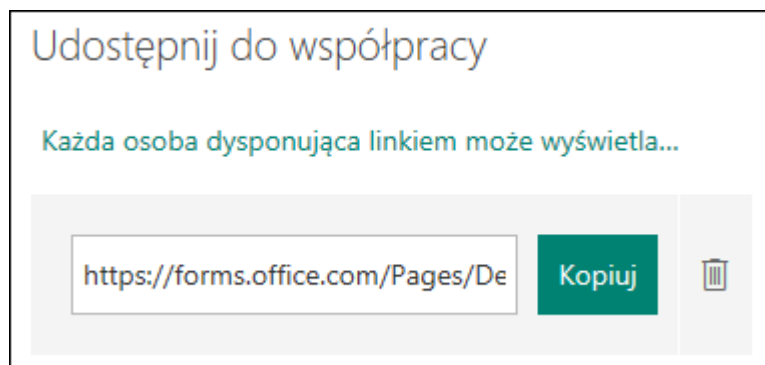 Udostępnij do współpracy
Każda osoba dysponująca linkiem może wyświetla...
https://forms.office.com/Pages/De
Kopiuj